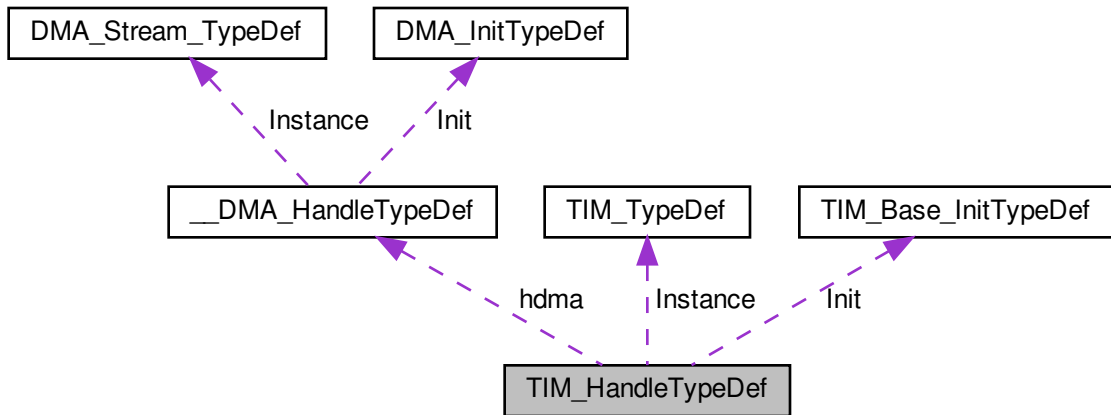 DMA_Stream_TypeDef
DMA_InitTypeDef
Instance
Init
__DMA_HandleTypeDef
TIM_TypeDef
TIM_Base_InitTypeDef
hdma
Instance
Init
TIM_HandleTypeDef